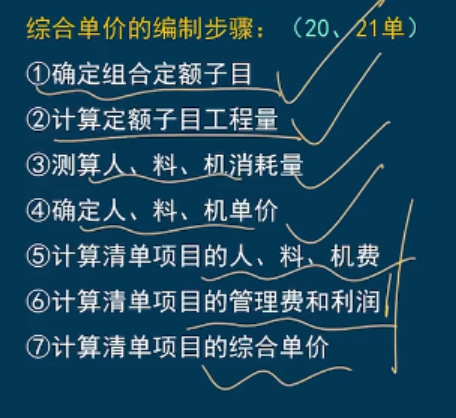 综合单价的编制步骤：（20、21单）
①确定组合定额子目
②计算定额子目工程量
③测算人、料、机消耗量
④确定人、料、机单价
⑤计算清单项目的人、料、机费
⑥计算清单项目的管理费和利润
⑦计算清单项目的综合单价